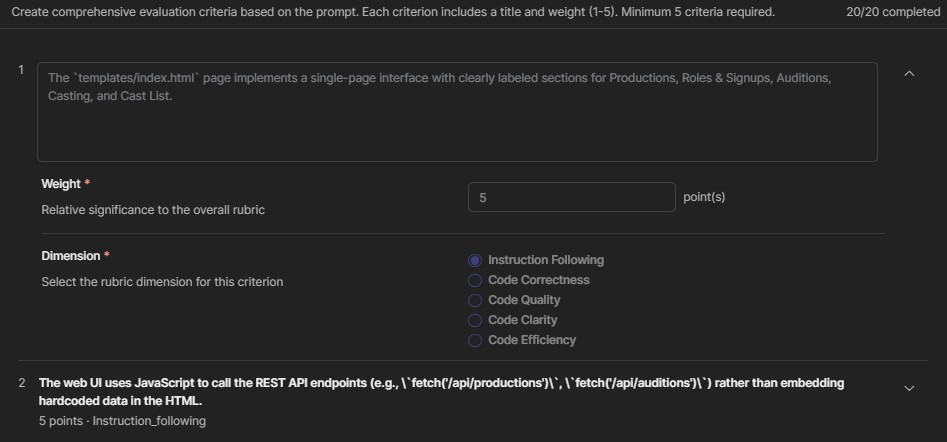 Create comprehensive evaluation criteria based on the prompt. Each criterion includes a title and weight (1-5). Minimum 5 criteria required.
20/20 completed
1
The `templates/index.html` page implements a single-page interface with clearly labeled sections for Productions, Roles & Signups, Auditions,
Casting, and Cast List.
Weight *
Relative significance to the overall rubric
5
point(s)
Dimension *
Select the rubric dimension for this criterion
Instruction Following
Code Correctness
Code Quality
Code Clarity
Code Efficiency
2
The web UI uses JavaScript to call the REST API endpoints (e.g., \`fetch('/api/productions')\`, \`fetch('/api/auditions')\`) rather than embedding
hardcoded data in the HTML.
5 points · Instruction_following